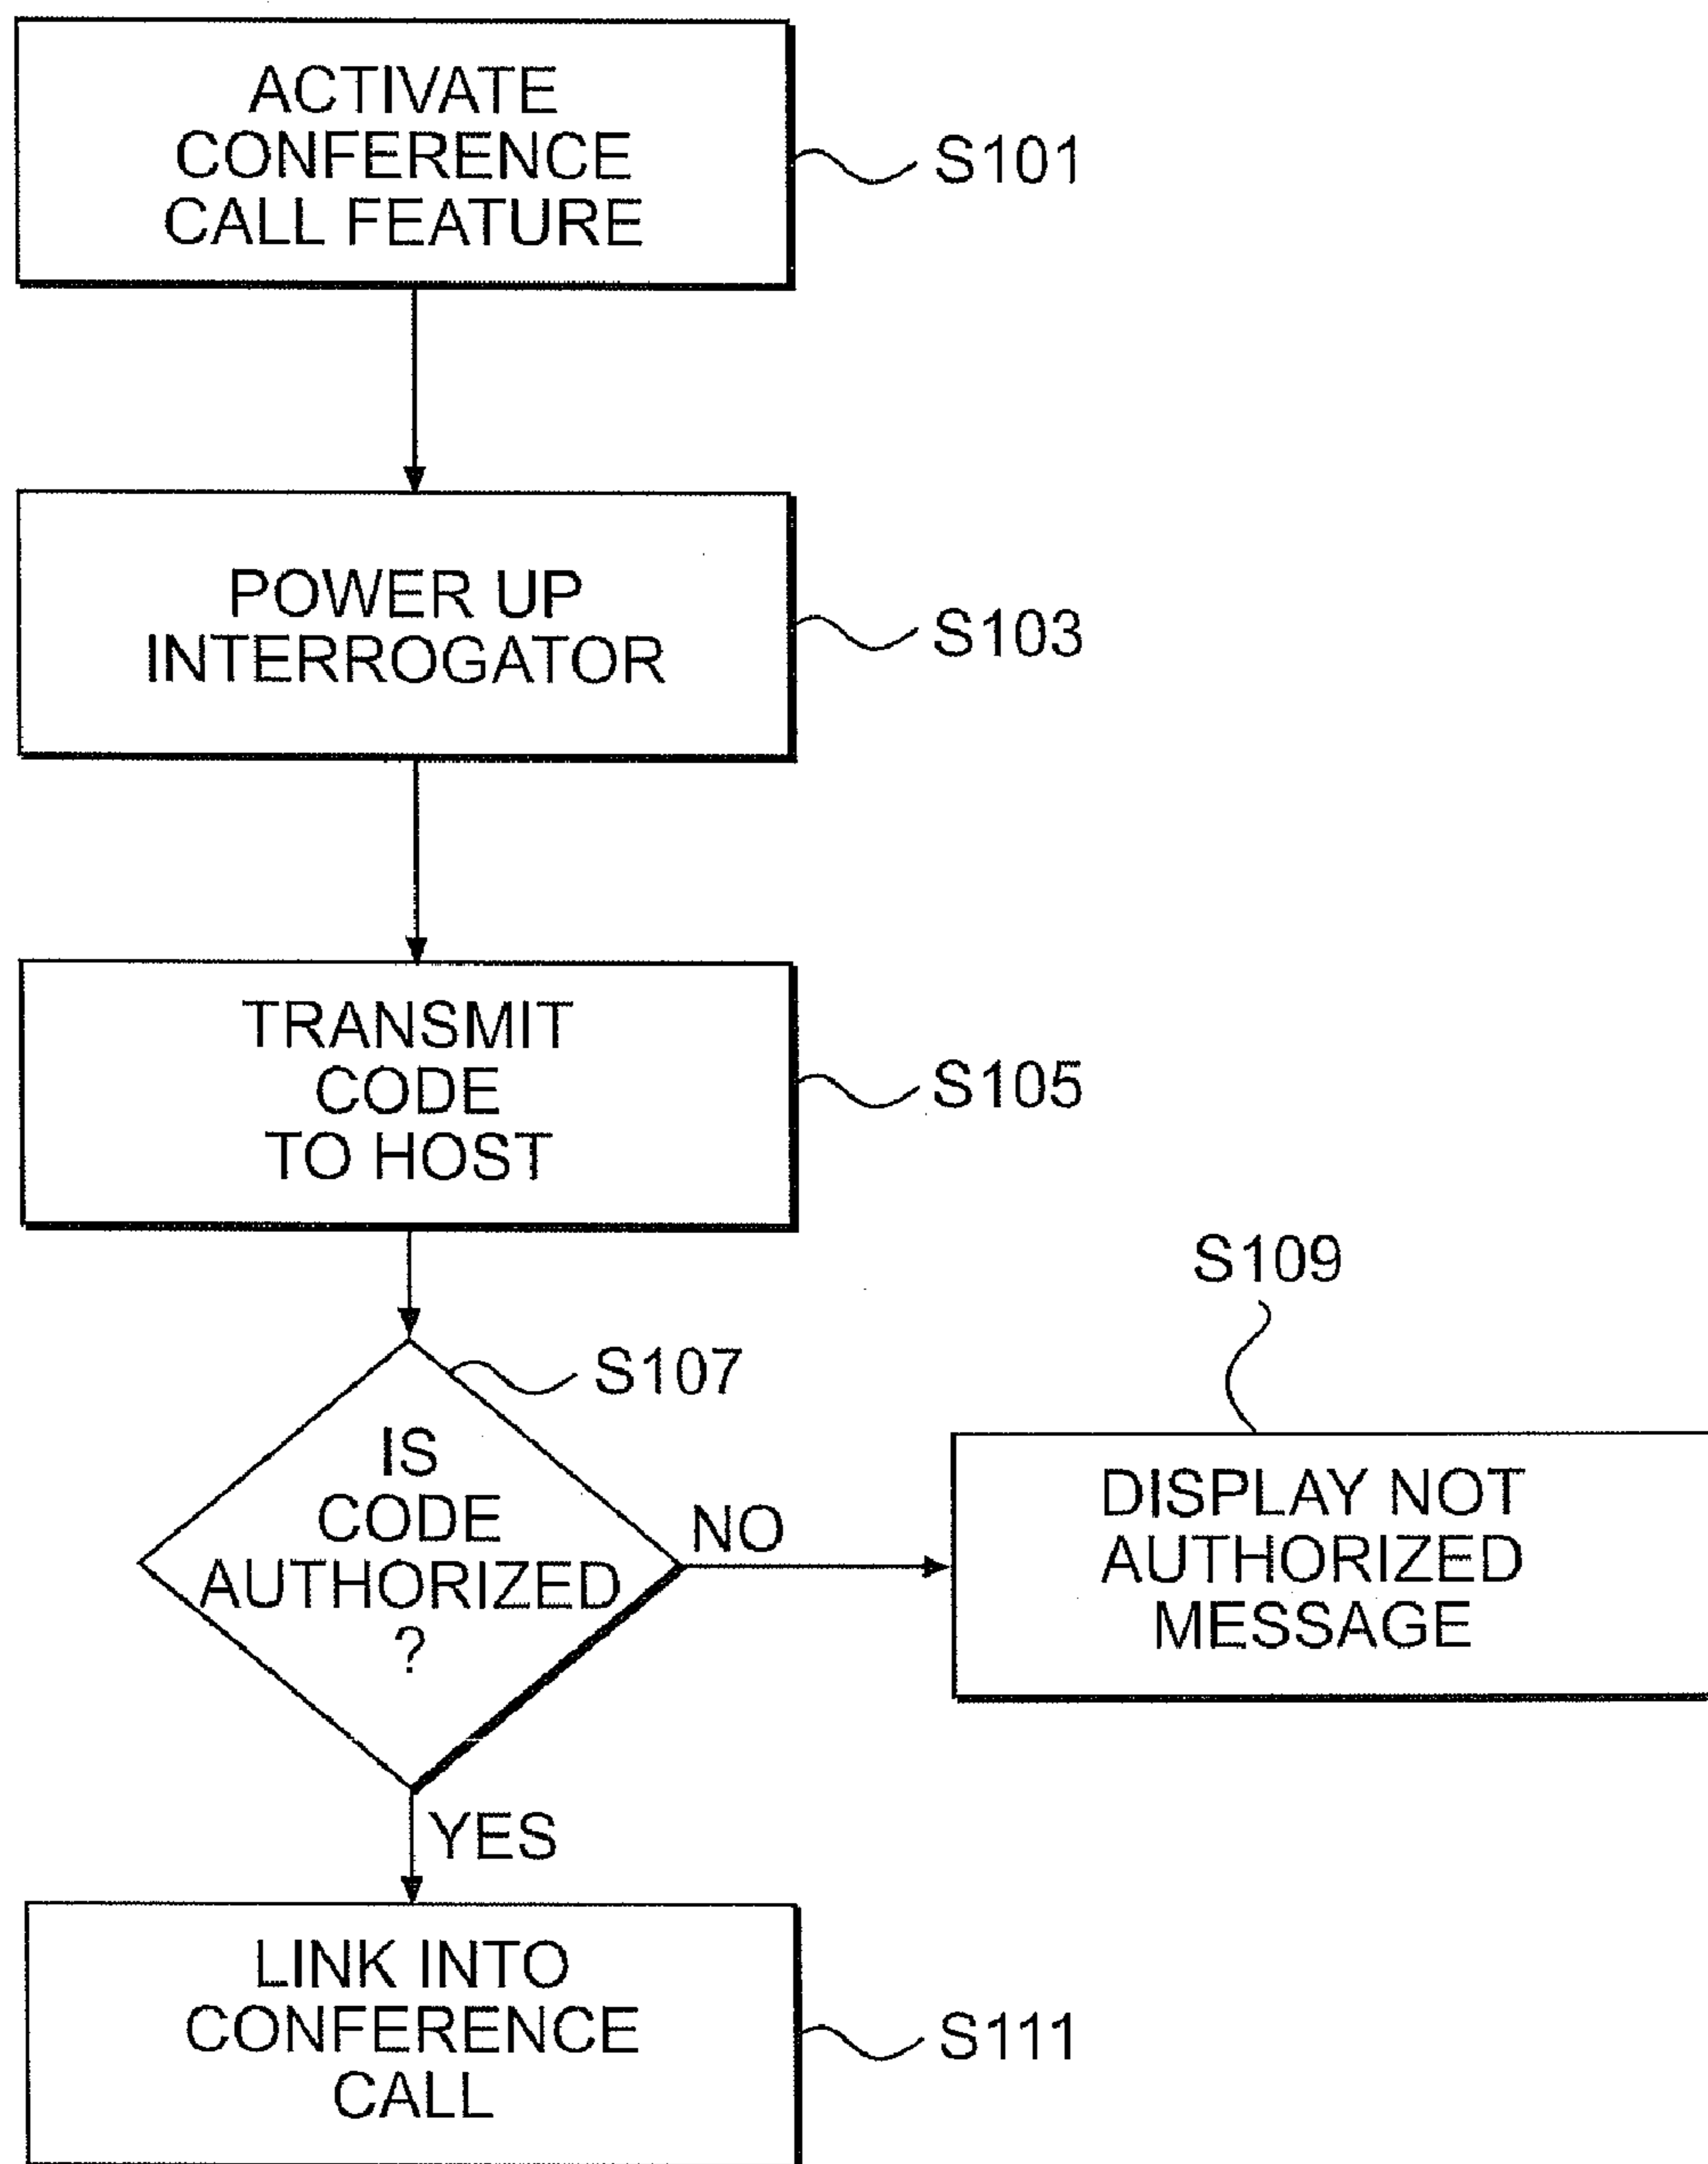 ACTIVATE
CONFERENCE
CALL FEATURE
S101
POWER UP
INTERROGATOR
S103
TRANSMIT
CODE
TO HOST
S105
S107
IS
CODE
AUTHORIZED
?
NO
S109
DISPLAY NOT
AUTHORIZED
MESSAGE
YES
LINK INTO
CONFERENCE
CALL
S111